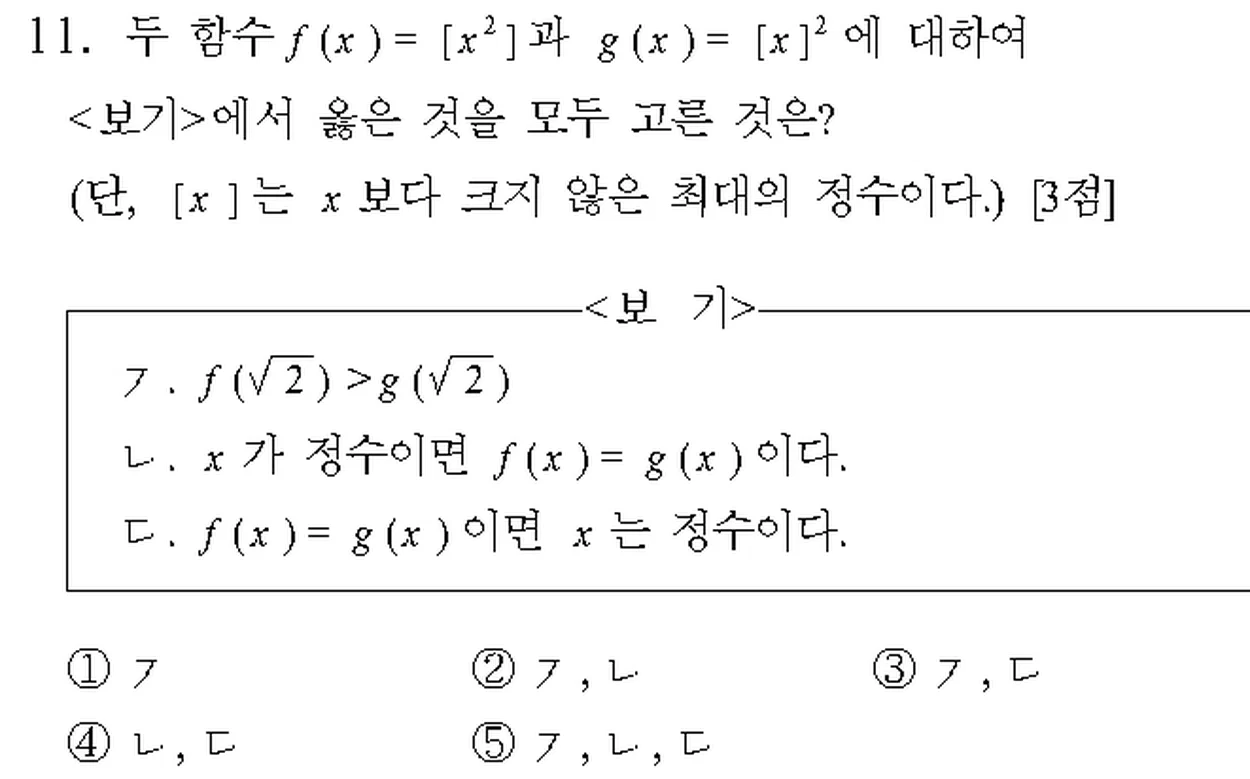 11. 두 함수 f(x)= [x²]과 g(x)= [x]²에 대하여
<보기>에서 옳은 것을 모두 고른 것은?
(단, [x]는 x보다 크지 않은 최대의 정수이다.) [3점]
<보 기>
ㄱ. f(√2) > g(√2)
ㄴ. x가 정수이면 f(x)= g(x)이다.
ㄷ. f(x)= g(x)이면 x는 정수이다.
① ㄱ ② ㄱ, ㄴ ③ ㄱ, ㄷ
④ ㄴ, ㄷ ⑤ ㄱ, ㄴ, ㄷ